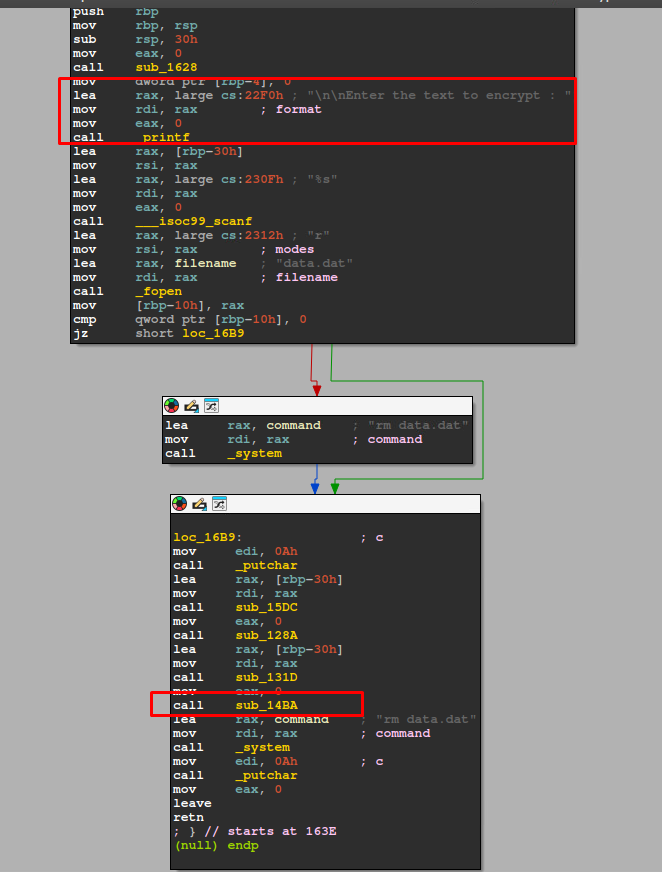 push rbp
mov rbp, rsp
sub rsp, 30h
mov eax, 0
call sub_1628
mov dword ptr [rbp-4], 0
lea rax, large cs:22F0h ; "\n\nEnter the text to encrypt : "
mov rdi, rax ; format
mov eax, 0
call _printf
lea rax, [rbp-30h]
mov rsi, rax
lea rax, large cs:230Fh ; "%s"
mov rdi, rax
mov eax, 0
call ___isoc99_scanf
lea rax, large cs:2312h ; "r"
mov rsi, rax ; modes
lea rax, filename ; "data.dat"
mov rdi, rax ; filename
call _fopen
mov [rbp-10h], rax
cmp qword ptr [rbp-10h], 0
jz short loc_16B9
lea rax, command ; "rm data.dat"
mov rdi, rax ; command
call _system
loc_16B9: ; c
mov edi, 0Ah
call _putchar
lea rax, [rbp-30h]
mov rdi, rax
call sub_15DC
mov eax, 0
call sub_128A
lea rax, [rbp-30h]
mov rdi, rax
call sub_131D
mov eax, 0
call sub_14BA
lea rax, command ; "rm data.dat"
mov rdi, rax ; command
call _system
mov edi, 0Ah ; c
call _putchar
mov eax, 0
leave
retn
; } // starts at 163E
(null) endp